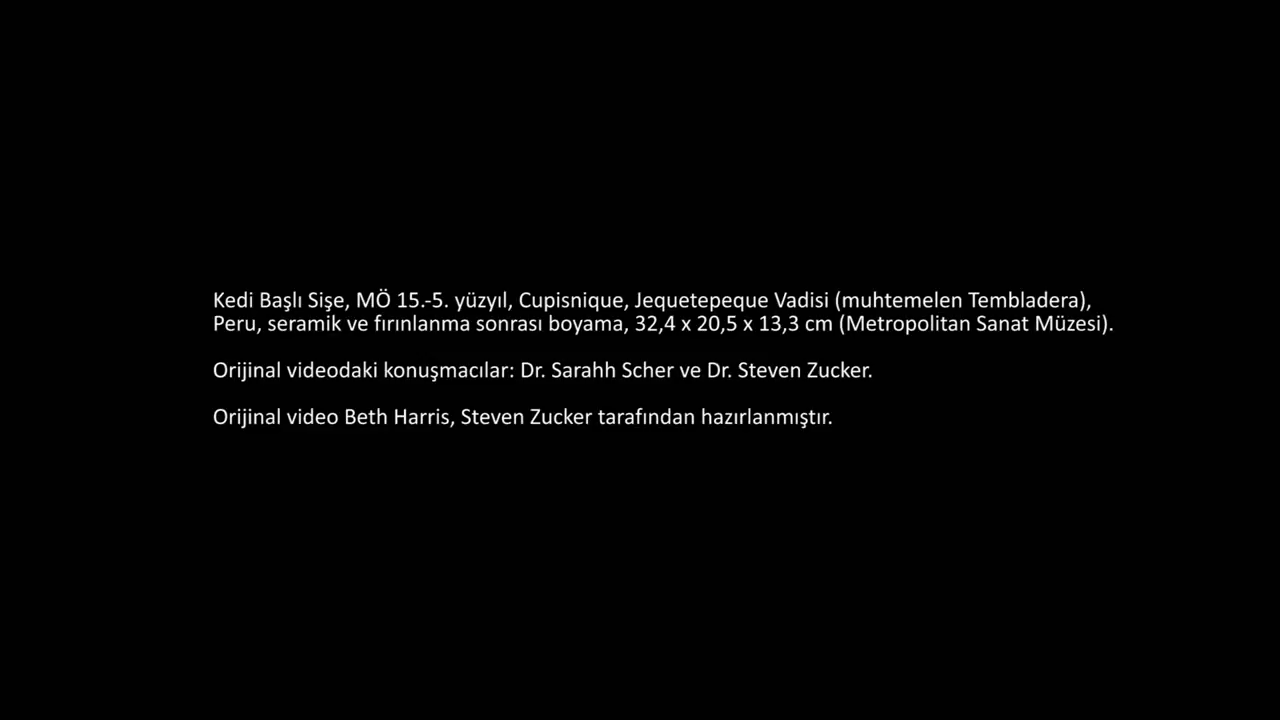 Kedi Başlı Sişe, MÖ 15.-5. yüzyıl, Cupisnique, Jequetepeque Vadisi (muhtemelen Tembladera),
Peru, seramik ve fırınlanma sonrası boyama, 32,4 x 20,5 x 13,3 cm (Metropolitan Sanat Müzesi).
Orijinal videodaki konuşmacılar: Dr. Sarahh Scher ve Dr. Steven Zucker.
Orijinal video Beth Harris, Steven Zucker tarafından hazırlanmıştır.